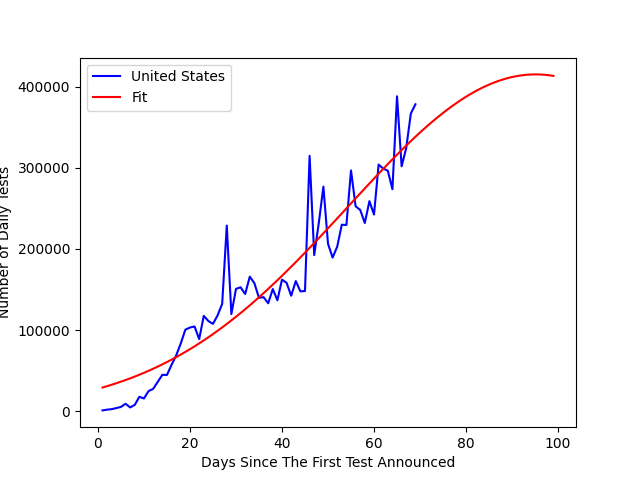 United States
Fit
400000
300000
200000
100000
0
Number of Daily Tests
0 20 40 60 80 100
Days Since The First Test Announced